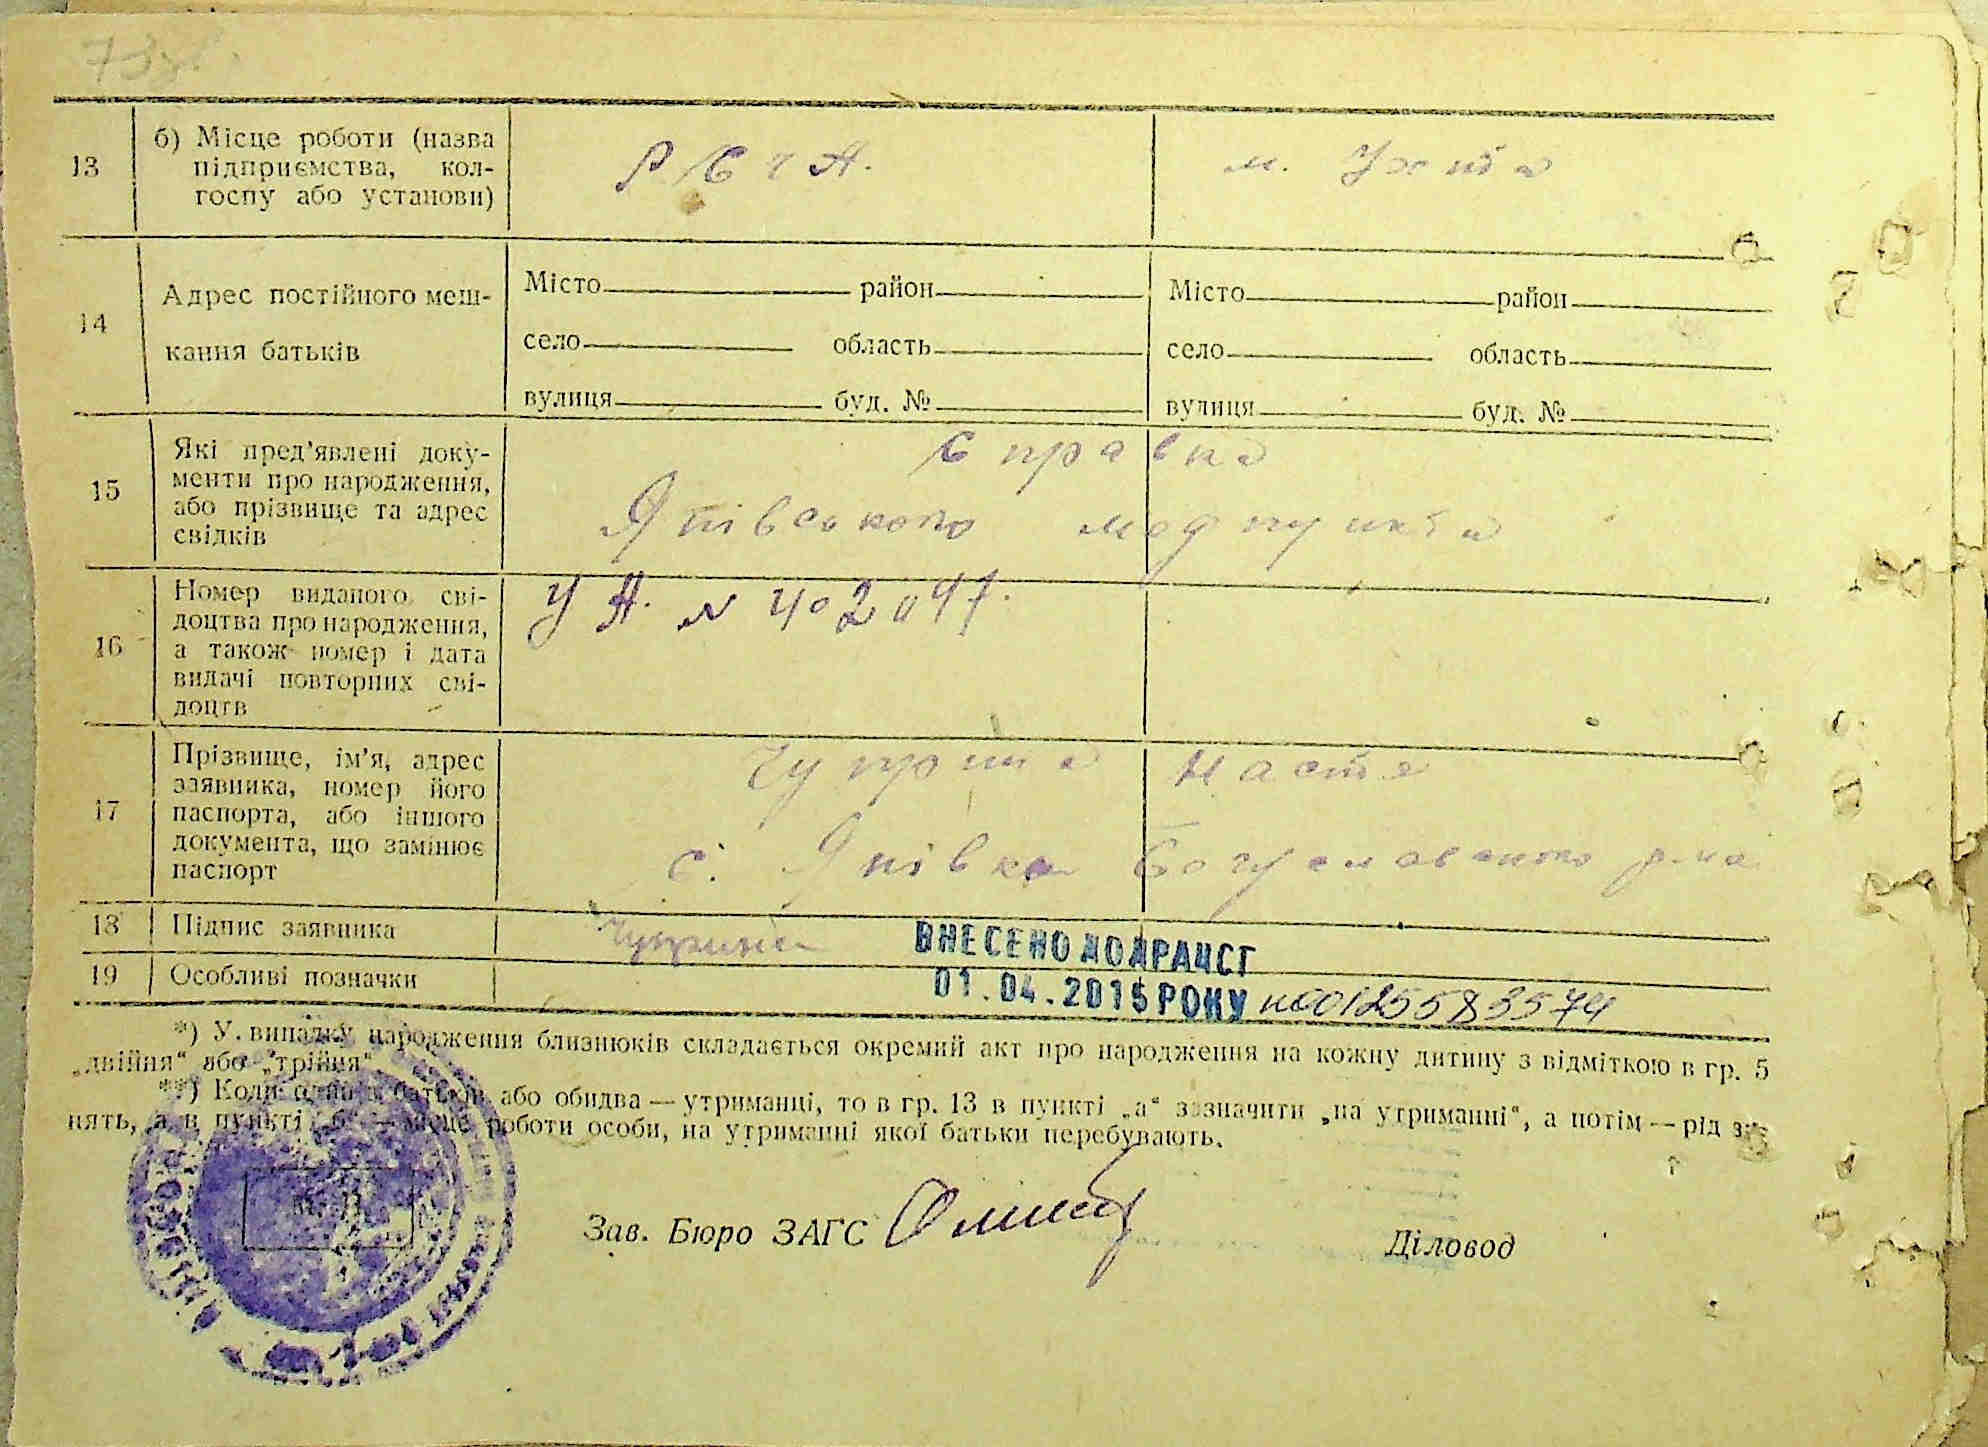 13
б) Місце роботи (назва
підприємства, кол-
госпу або установи)
РСЧА.
м. Ухта
14
Адрес постійного меш-
кання батьків
Місто район
село область
вулиця буд. №
Місто район
село область
вулиця буд. №
15
Які пред'явлені доку-
менти про народження,
або прізвище та адрес
свідків
Справка
Япівського медпункта
16
Номер виданого сві-
доцтва про народження,
а також номер і дата
видачі повторних сві-
доцтв
УА. N 402047.
17
Прізвище, ім'я, адрес
заявника, номер його
паспорта, або іншого
документа, що замінює
паспорт
Настя
с. р-на
18
Підпис заявника
ВНЕСЕНО ДО ДРАЦСГ
19
Особливі позначки
01.04.2015 РОКУ №00125583574
*) У випадку народження близнюків складається окремий акт про народження на кожну дитину з відміткою в гр. 5
„двійня“ або „трійня“
**) Коли один з батьків або обидва — утриманці, то в гр. 13 в пункті „а“ зазначити „на утриманні“, а потім — рід за-
нять, а в пункті „б“ — місце роботи особи, на утриманні якої батьки перебувають.
М. П.
Зав. Бюро ЗАГС
Діловод